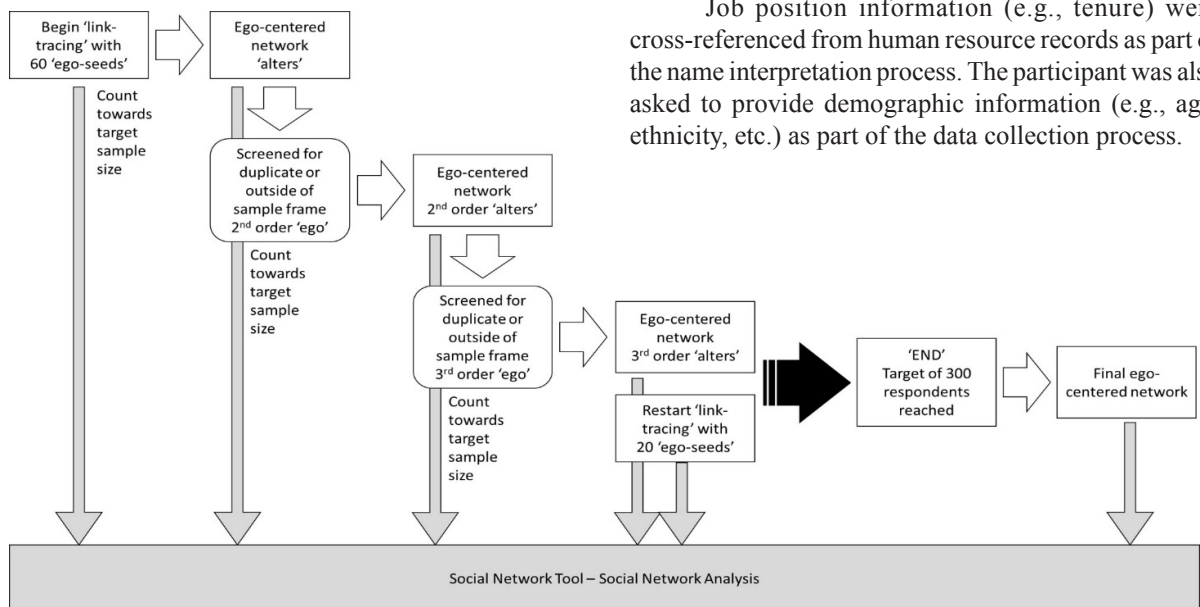 Job position information (e.g., tenure) wer
cross-referenced from human resource records as part o
the name interpretation process. The participant was als
asked to provide demographic information (e.g., ag
ethnicity, etc.) as part of the data collection process.
Begin ‘link-
tracing’ with
60 ‘ego-seeds’
Ego-centered
network
‘alters’
Count
towards
target
sample
size
Screened for
duplicate or
outside of
sample frame
2nd order ‘ego’
Ego-centered
network
2nd order ‘alters’
Count
towards
target
sample
size
Screened for
duplicate or
outside of
sample frame
3rd order ‘ego’
Ego-centered
network
3rd order ‘alters’
Count
towards
target
sample
size
Restart ‘link-
tracing’ with
20 ‘ego-seeds’
‘END’
Target of 300
respondents
reached
Final ego-
centered network
Social Network Tool – Social Network Analysis